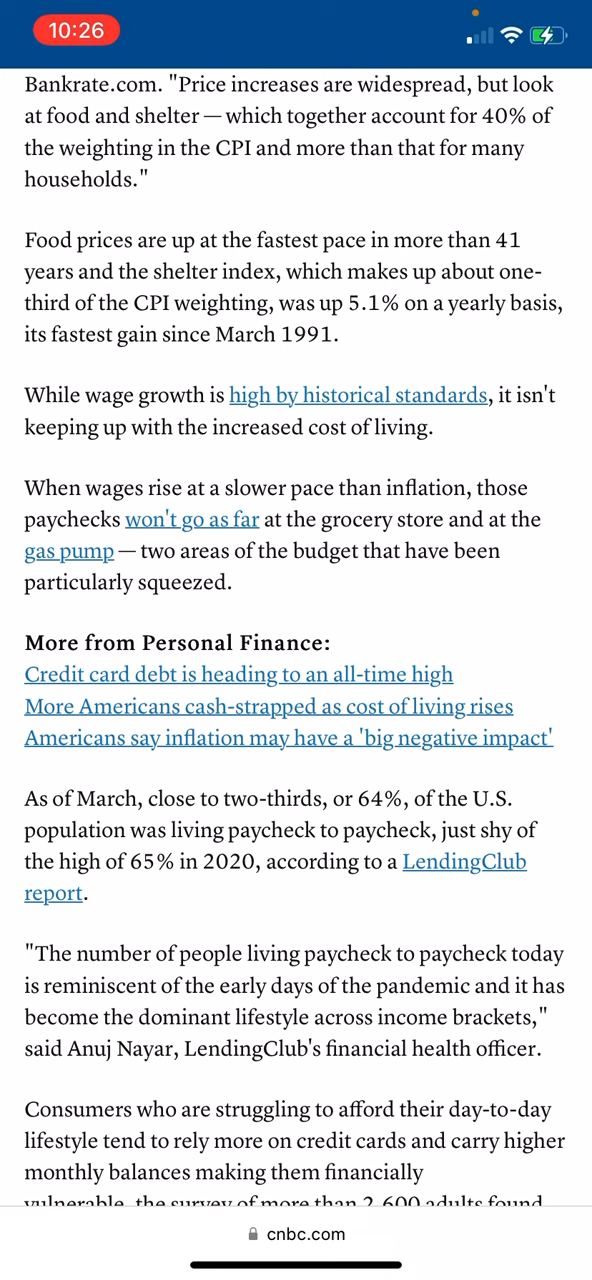 10:26
Bankrate.com. "Price increases are widespread, but look
at food and shelter — which together account for 40% of
the weighting in the CPI and more than that for many
households."
Food prices are up at the fastest pace in more than 41
years and the shelter index, which makes up about one-
third of the CPI weighting, was up 5.1% on a yearly basis,
its fastest gain since March 1991.
While wage growth is high by historical standards, it isn't
keeping up with the increased cost of living.
When wages rise at a slower pace than inflation, those
paychecks won't go as far at the grocery store and at the
gas pump — two areas of the budget that have been
particularly squeezed.
More from Personal Finance:
Credit card debt is heading to an all-time high
More Americans cash-strapped as cost of living rises
Americans say inflation may have a 'big negative impact'
As of March, close to two-thirds, or 64%, of the U.S.
population was living paycheck to paycheck, just shy of
the high of 65% in 2020, according to a LendingClub
report.
"The number of people living paycheck to paycheck today
is reminiscent of the early days of the pandemic and it has
become the dominant lifestyle across income brackets,"
said Anuj Nayar, LendingClub's financial health officer.
Consumers who are struggling to afford their day-to-day
lifestyle tend to rely more on credit cards and carry higher
monthly balances making them financially
vulnerable, the survey of more than 2,600 adults found.
cnbc.com